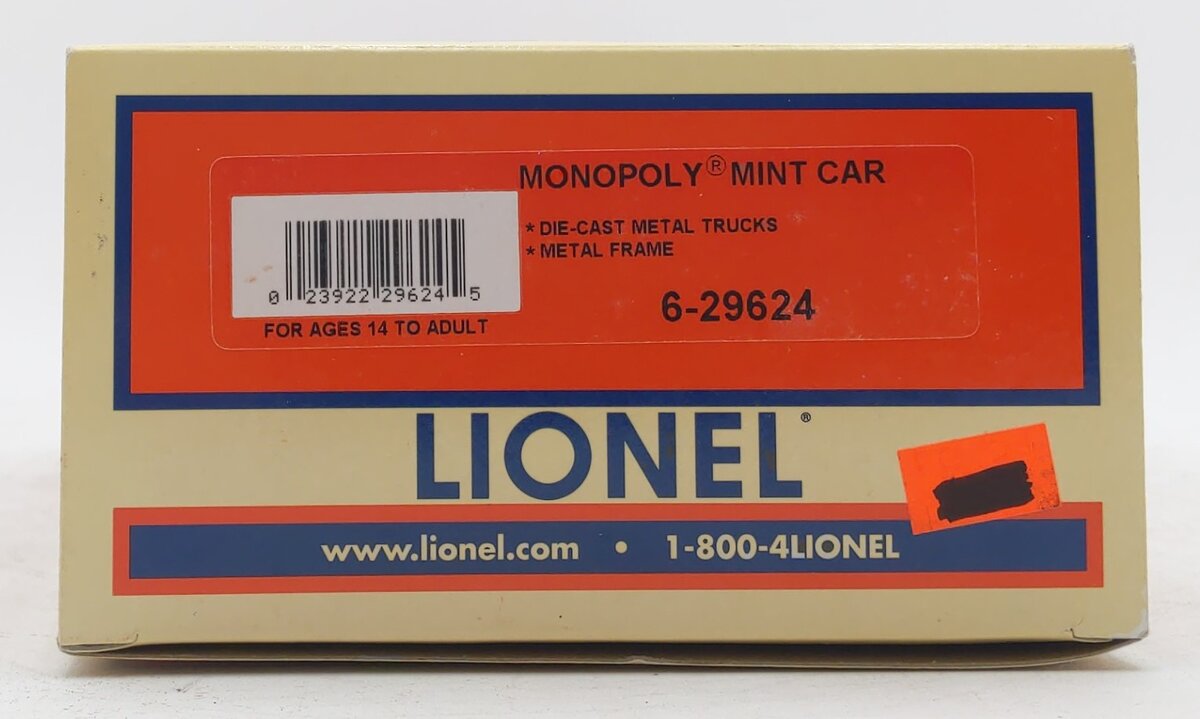 MONOPOLY® MINT CAR
* DIE-CAST METAL TRUCKS
* METAL FRAME
6-29624
0 23922 29624 5
FOR AGES 14 TO ADULT
LIONEL®
www.lionel.com • 1-800-4LIONEL